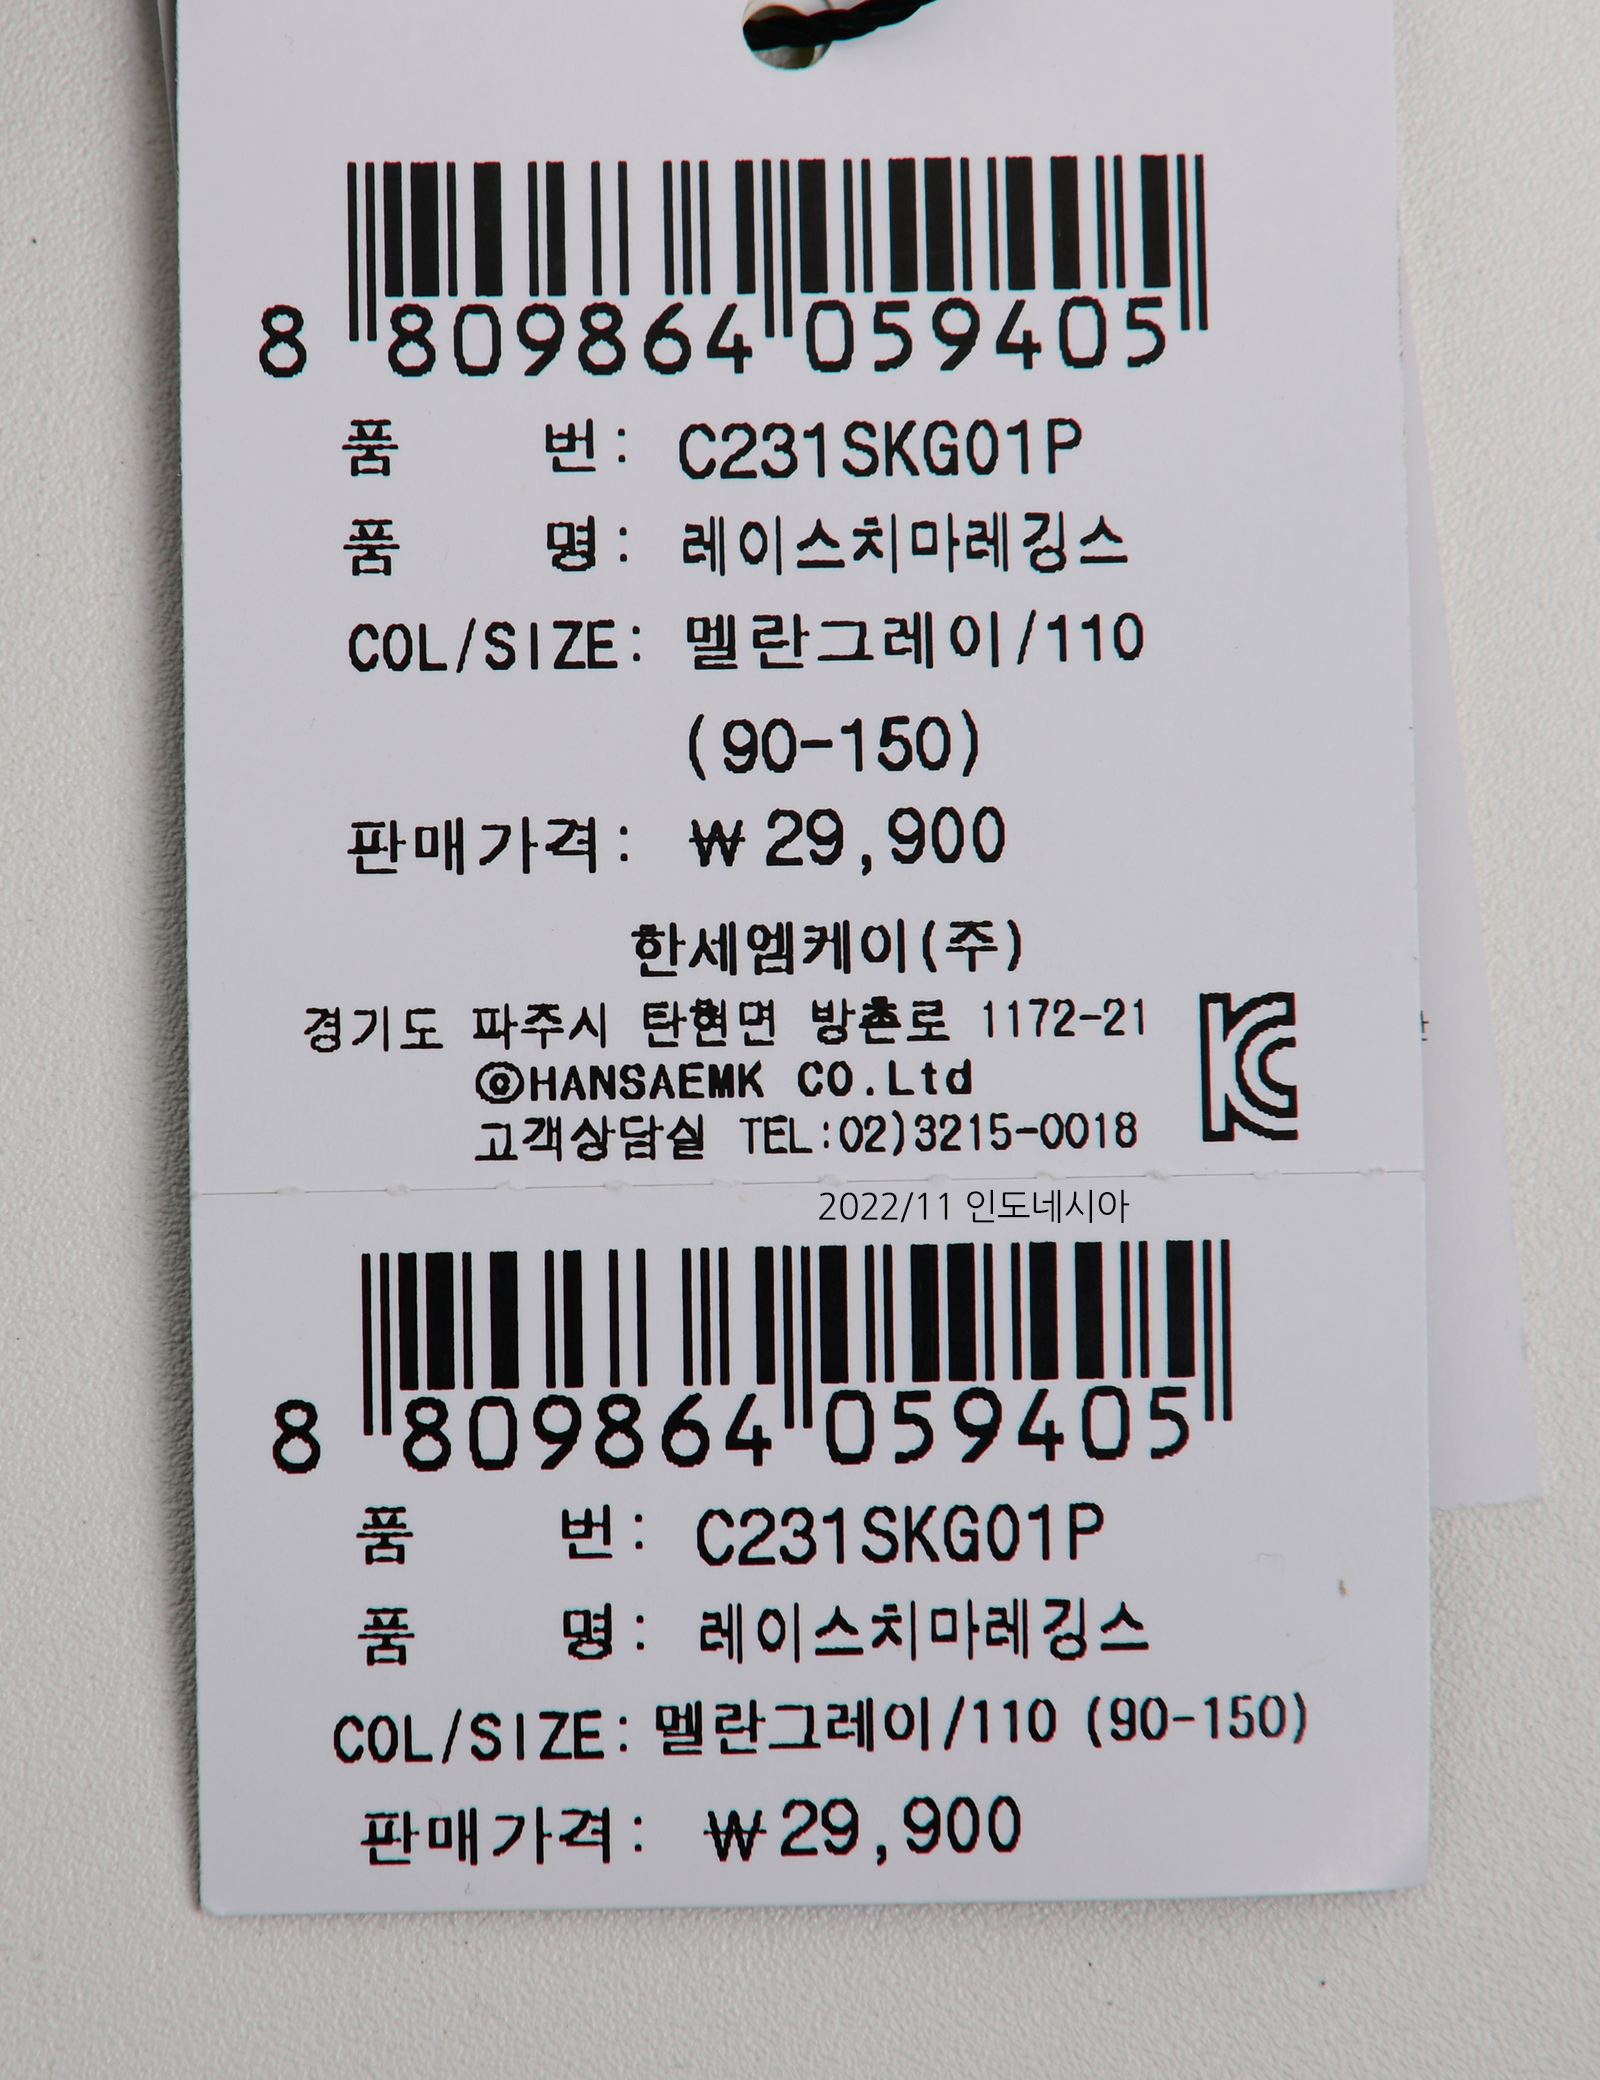 8 809864 059405
품 번: C231SKG01P
품 명: 레이스치마레깅스
COL/SIZE: 멜란그레이/110
(90-150)
판매가격: ₩29,900
한세엠케이(주)
경기도 파주시 탄현면 방촌로 1172-21
ⓒHANSAEMK CO.Ltd
고객상담실 TEL:02)3215-0018
2022/11 인도네시아
8 809864 059405
품 번: C231SKG01P
품 명: 레이스치마레깅스
COL/SIZE: 멜란그레이/110 (90-150)
판매가격: ₩29,900